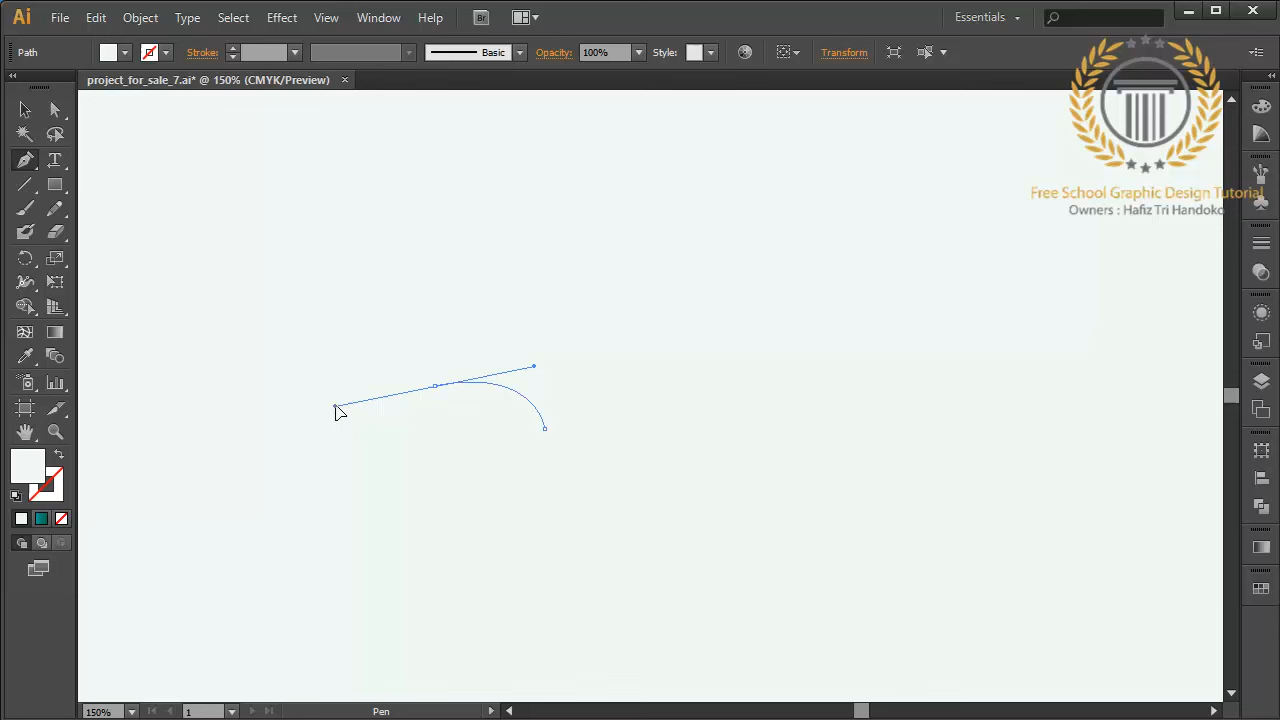 Ai File Edit Object Type Select Effect View Window Help Br Essentials
Path Stroke: Basic Opacity: 100% Style: Transform
project_for_sale_7.ai* @ 150% (CMYK/Preview)
Free School Graphic Design Tutorial
Owners : Hafiz Tri Handoko
150% 1 Pen